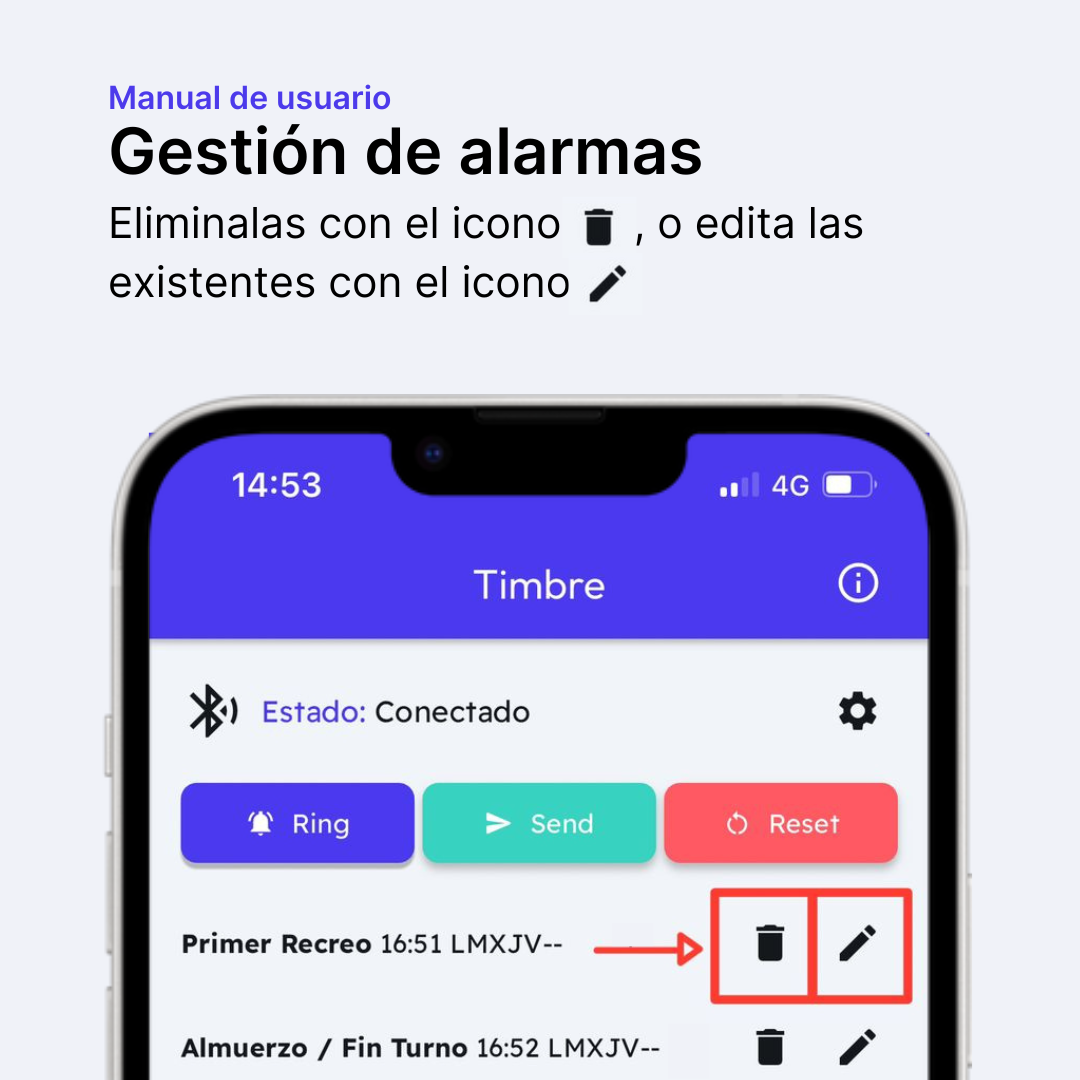 Manual de usuario
Gestión de alarmas
Eliminalas con el icono , o edita las
existentes con el icono
14:53 4G
Timbre
Estado: Conectado
Ring Send Reset
Primer Recreo 16:51 LMXJV--
Almuerzo / Fin Turno 16:52 LMXJV--